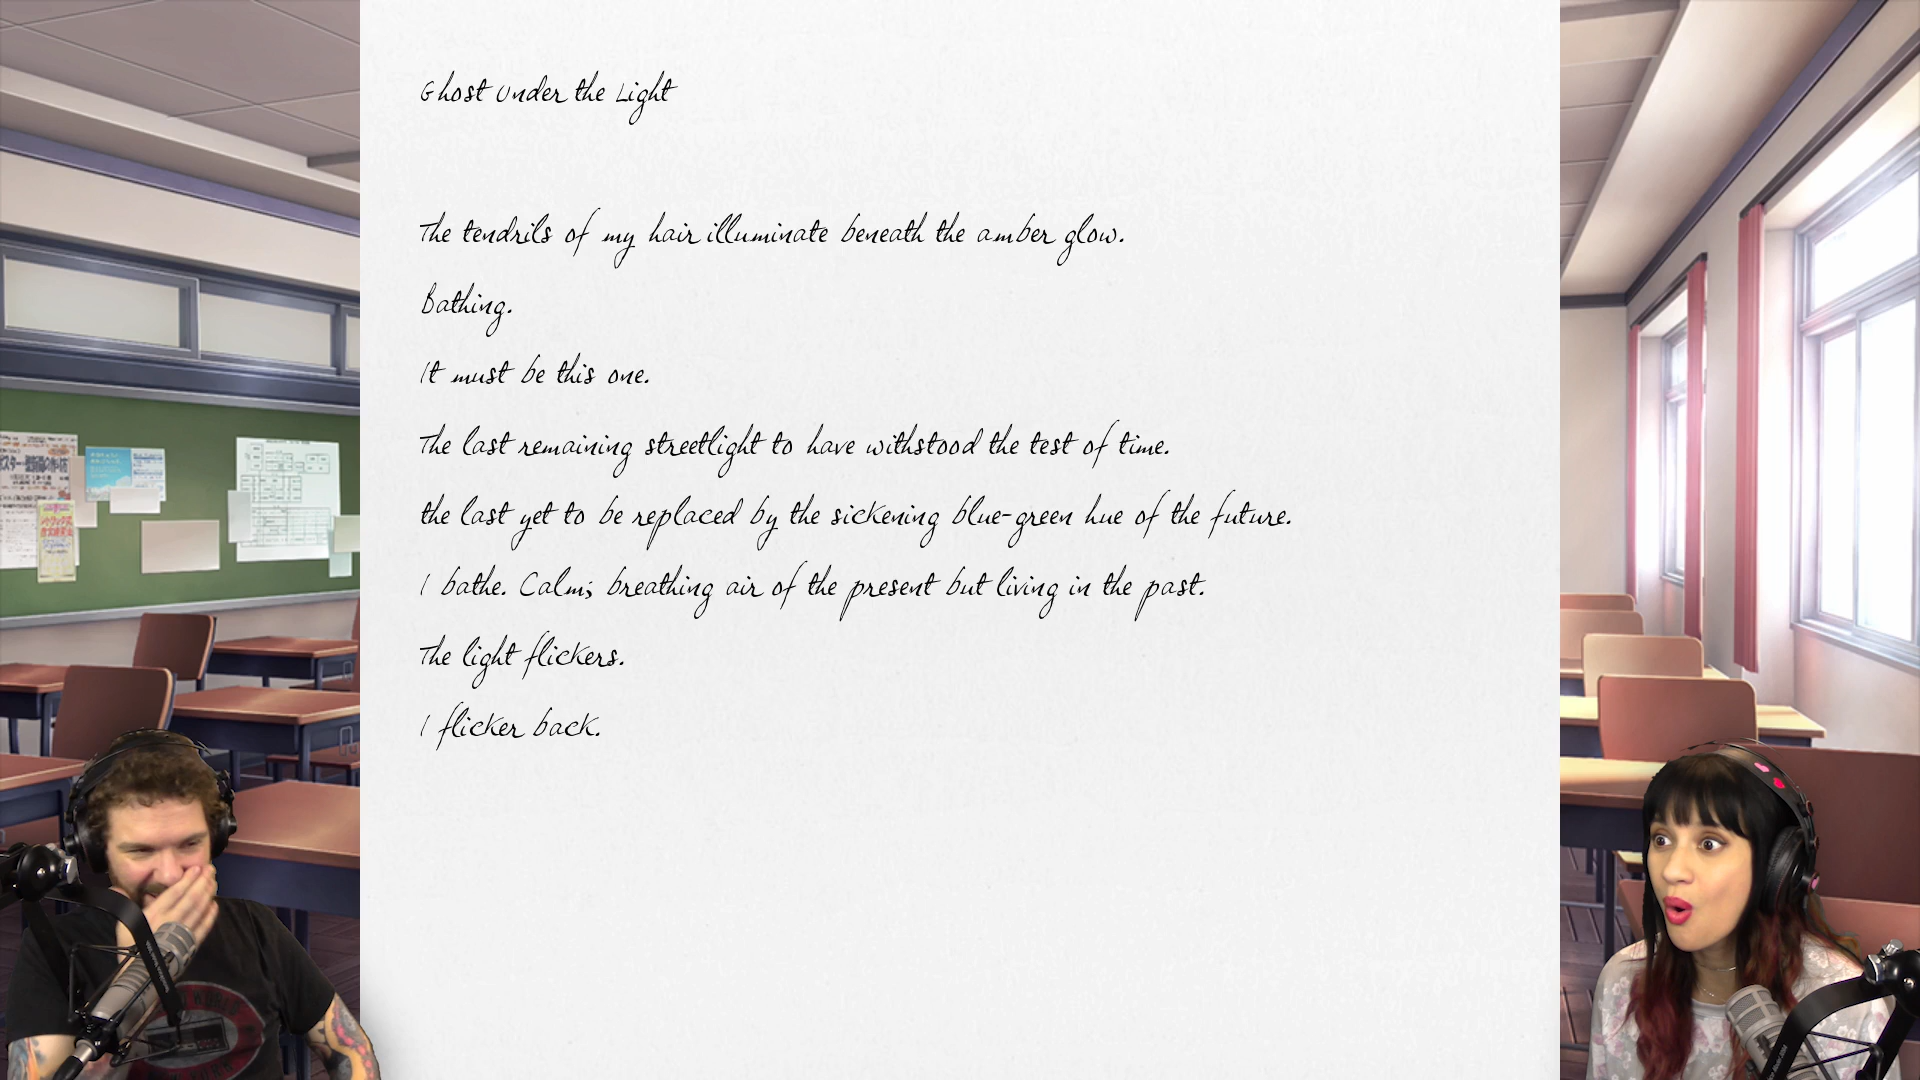 Ghost Under the Light
The tendrils of my hair illuminate beneath the amber glow.
Bathing.
It must be this one.
The last remaining streetlight to have withstood the test of time.
the last yet to be replaced by the sickening blue-green hue of the future.
I bathe. Calm; breathing air of the present but living in the past.
The light flickers.
I flicker back.